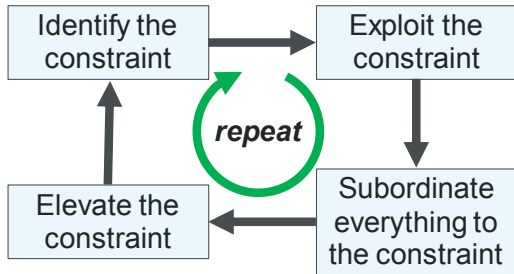 Identify the
constraint
Exploit the
constraint
repeat
Elevate the
constraint
Subordinate
everything to
the constraint